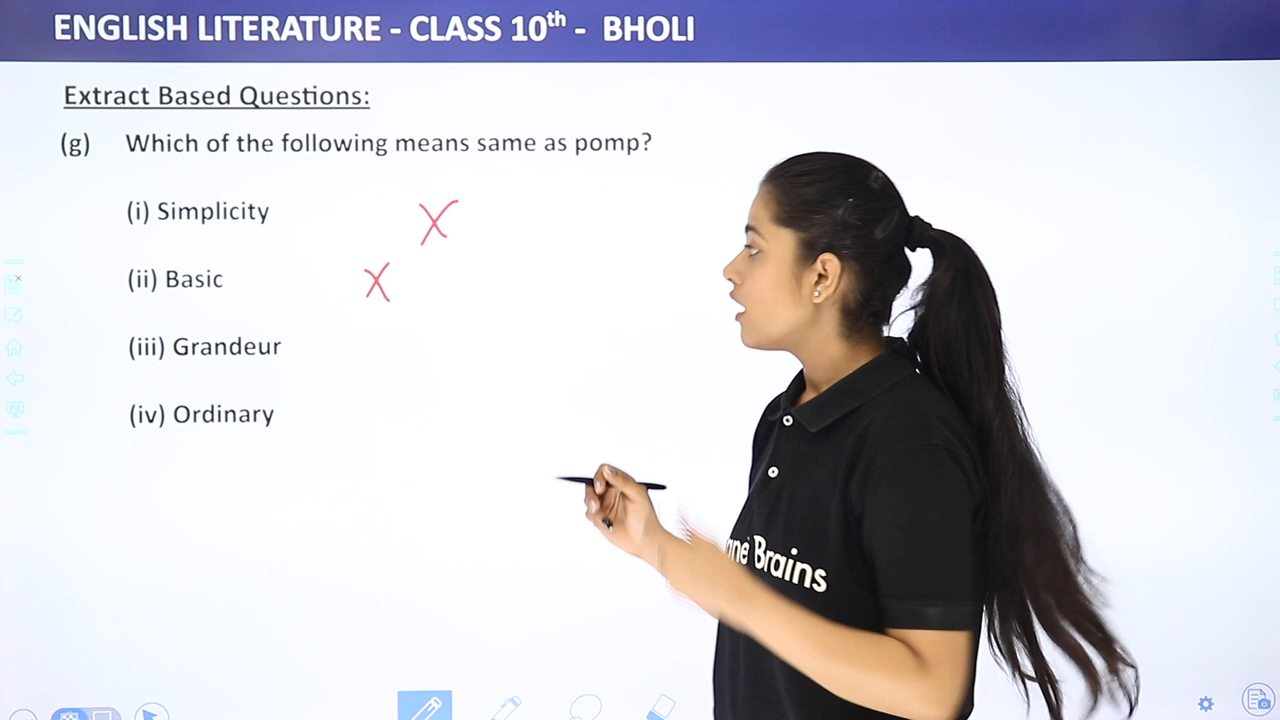 ENGLISH LITERATURE - CLASS 10th - BHOLI
Extract Based Questions:
(g) Which of the following means same as pomp?
(i) Simplicity
(ii) Basic
(iii) Grandeur
(iv) Ordinary
Brains